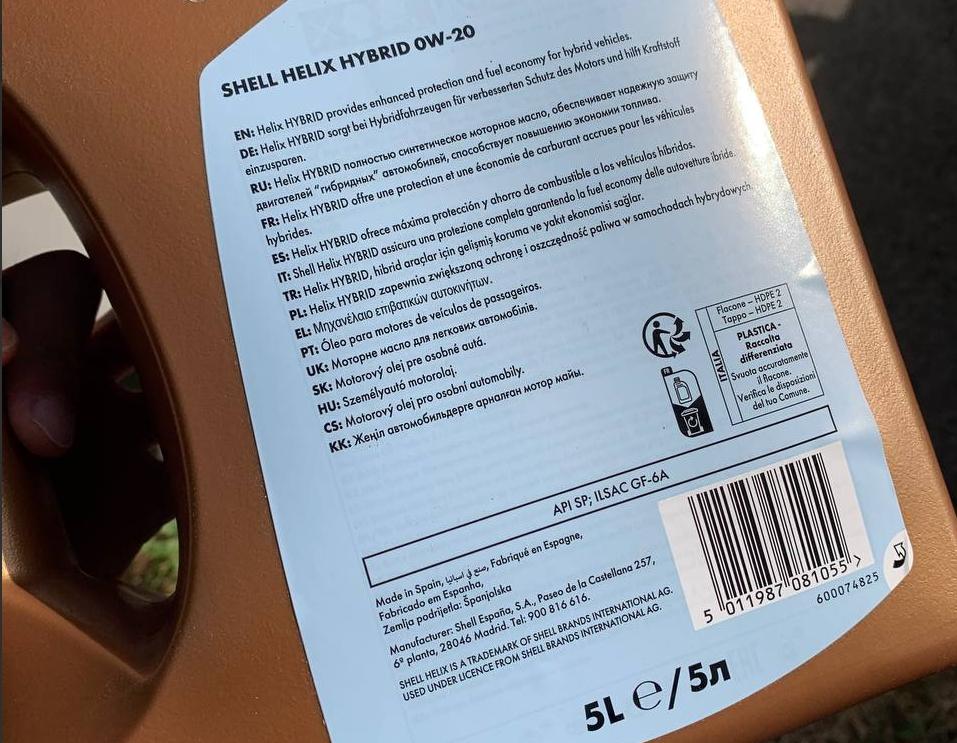 SHELL HELIX HYBRID 0W-20
EN: Helix HYBRID provides enhanced protection and fuel economy for hybrid vehicles.
DE: Helix HYBRID sorgt bei Hybridfahrzeugen für verbesserten Schutz des Motors und hilft Kraftstoff
einzusparen.
RU: Helix HYBRID полностью синтетическое моторное масло, обеспечивает надежную защиту
двигателей "гибридных" автомобилей, способствует повышению экономии топлива.
FR: Helix HYBRID offre une protection et une économie de carburant accrues pour les véhicules
hybrides.
ES: Helix HYBRID ofrece máxima protección y ahorro de combustible a los vehículos híbridos.
IT: Shell Helix HYBRID assicura una protezione completa garantendo la fuel economy delle autovetture ibride.
TR: Helix HYBRID, hibrid araçlar için gelişmiş koruma ve yakıt ekonomisi sağlar.
PL: Helix HYBRID zapewnia zwiększoną ochronę i oszczędność paliwa w samochodach hybrydowych.
EL: Μηχανέλαιο επιβατικών αυτοκινήτων.
PT: Óleo para motores de veículos de passageiros.
UK: Моторне масло для легкових автомобілів.
SK: Motorový olej pre osobné autá.
HU: Személyautó motorolaj.
CS: Motorový olej pro osobní automobily.
KK: Жеңіл автомобильдерге арналған мотор майы.
FR
ITALIA
Flacone – HDPE 2
Tappo – HDPE 2
PLASTICA -
Raccolta
differenziata
Svuota accuratamente
il flacone.
Verifica le disposizioni
del tuo Comune.
API SP; ILSAC GF-6A
Made in Spain, صنع في اسبانيا, Fabriqué en Espagne,
Fabricado em Espanha,
Zemlja podrijela: Španjolska
Manufacturer: Shell España, S.A., Paseo de la Castellana 257,
6ª planta, 28046 Madrid. Tel: 900 816 616.
SHELL HELIX IS A TRADEMARK OF SHELL BRANDS INTERNATIONAL AG.
USED UNDER LICENCE FROM SHELL BRANDS INTERNATIONAL AG.
5 011987 081055 >
600074825
5L ℮/5л